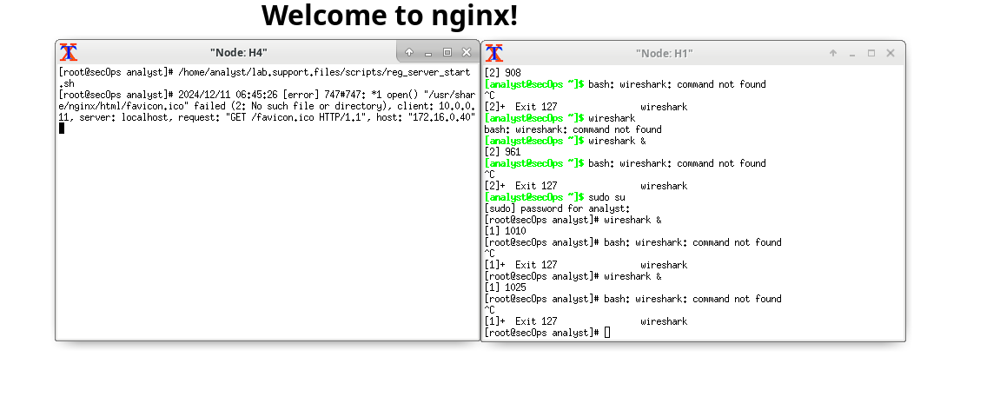 Welcome to nginx!
"Node: H4"
[root@secOps analyst]# /home/analyst/lab.support.files/scripts/reg_server_start
.sh
[root@secOps analyst]# 2024/12/11 06:45:26 [error] 747#747: *1 open() "/usr/shar
e/nginx/html/favicon.ico" failed (2: No such file or directory), client: 10.0.0.
11, server: localhost, request: "GET /favicon.ico HTTP/1.1", host: "172.16.0.40"
"Node: H1"
[2] 908
[analyst@secOps ~]$ bash: wireshark: command not found
^C
[2]+  Exit 127                wireshark
[analyst@secOps ~]$ wireshark
bash: wireshark: command not found
[analyst@secOps ~]$ wireshark &
[2] 961
[analyst@secOps ~]$ bash: wireshark: command not found
^C
[2]+  Exit 127                wireshark
[analyst@secOps ~]$ sudo su
[sudo] password for analyst:
[root@secOps analyst]# wireshark &
[1] 1010
[root@secOps analyst]# bash: wireshark: command not found
^C
[1]+  Exit 127                wireshark
[root@secOps analyst]# wireshark &
[1] 1025
[root@secOps analyst]# bash: wireshark: command not found
^C
[1]+  Exit 127                wireshark
[root@secOps analyst]#